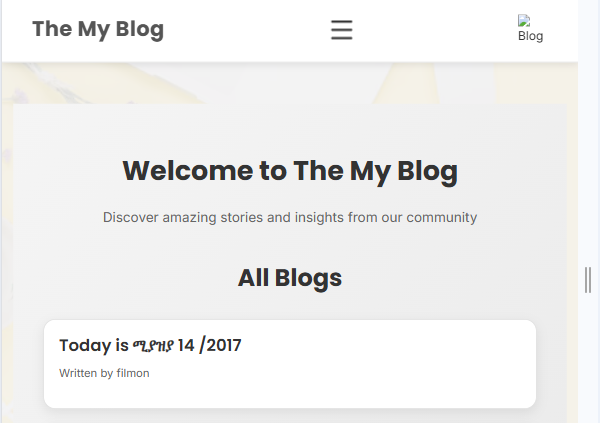 The My Blog
Blog
Welcome to The My Blog
Discover amazing stories and insights from our community
All Blogs
Today is ሚያዝያ 14 /2017
Written by filmon